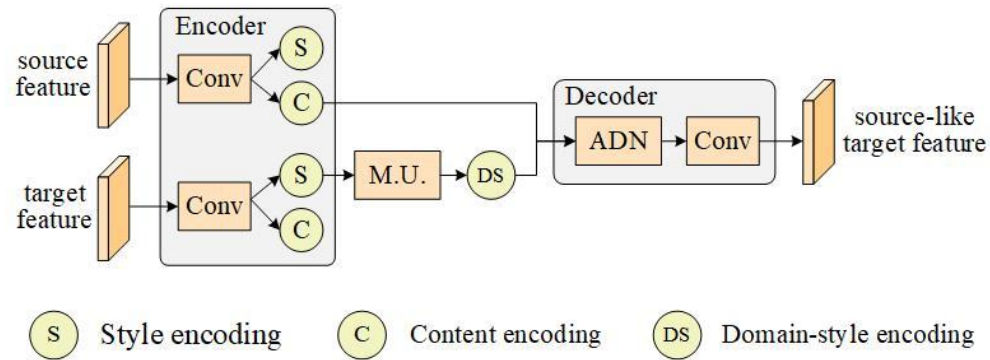 Encoder
source
feature
Conv
S
C
Decoder
ADN
Conv
source-like
target feature
target
feature
Conv
S
C
M.U.
DS
S Style encoding
C Content encoding
DS Domain-style encoding